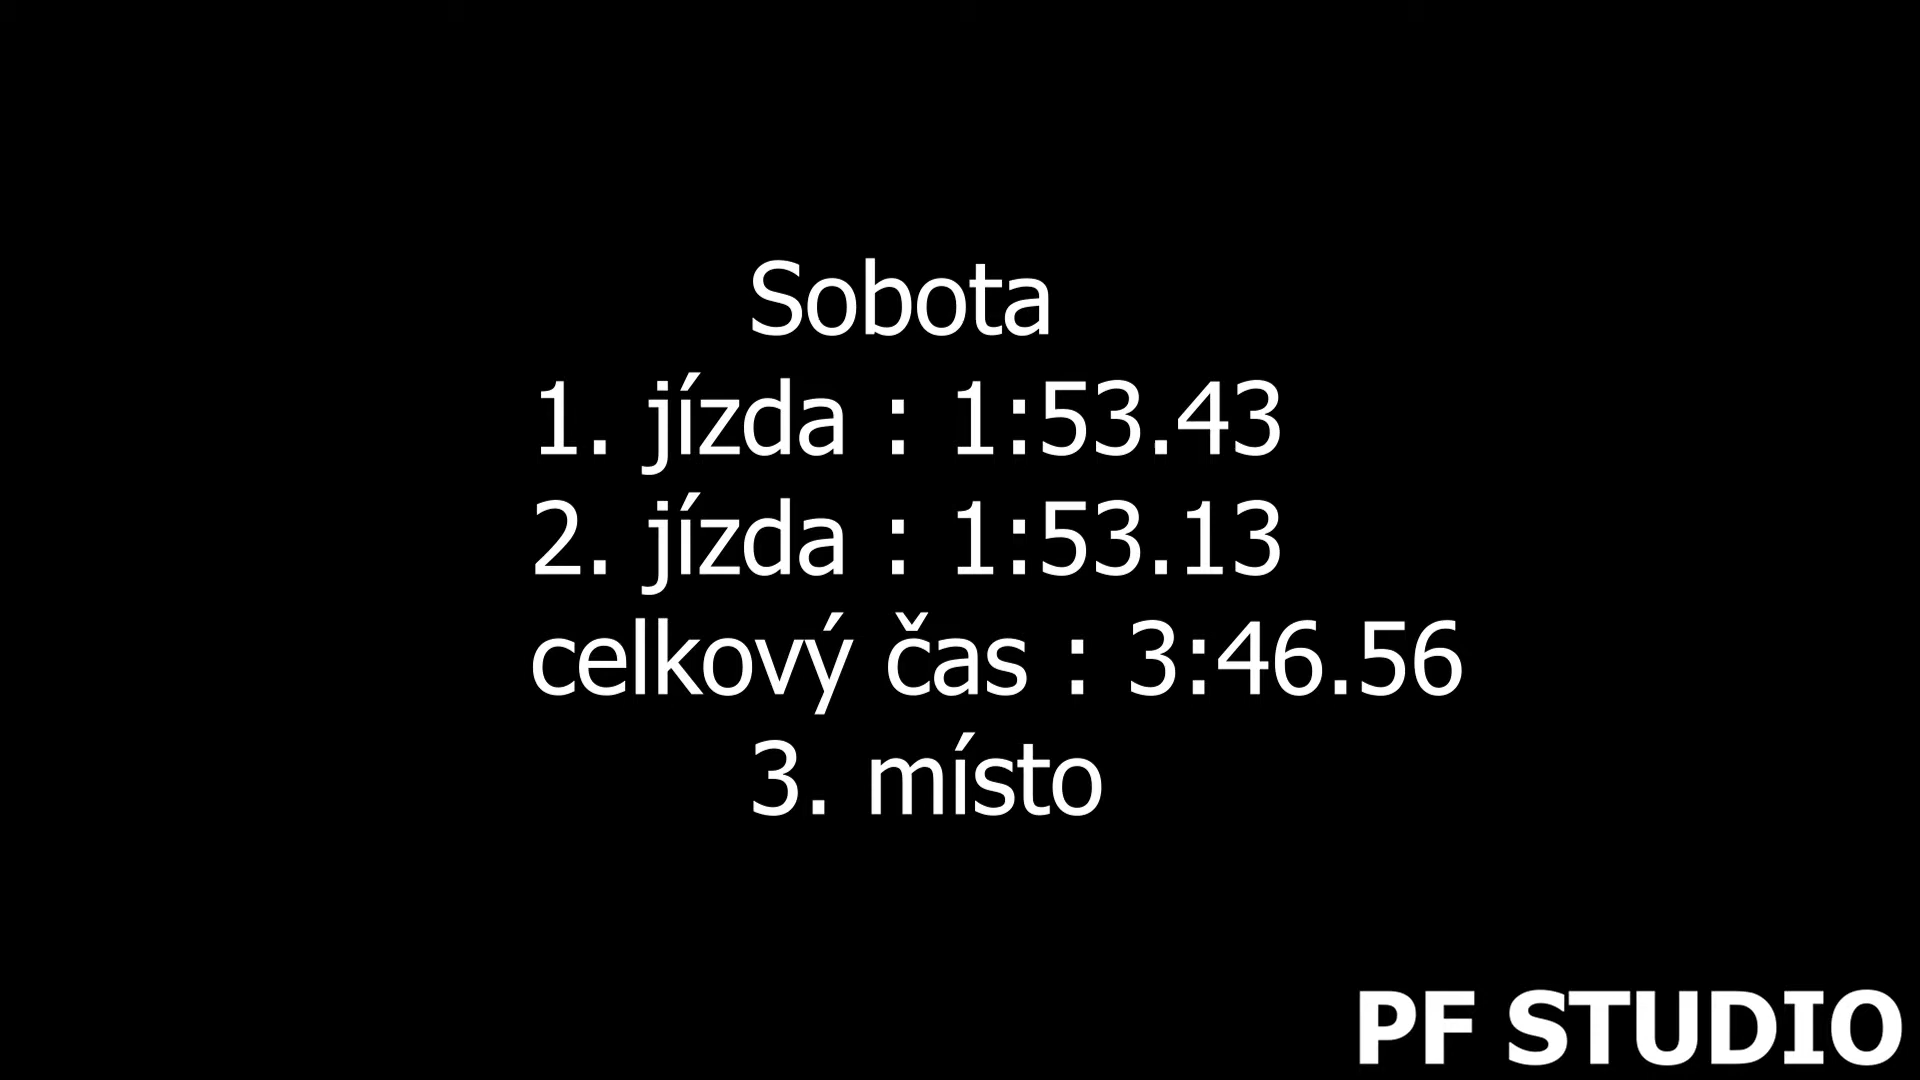 Sobota
1. jízda : 1:53.43
2. jízda : 1:53.13
celkový čas : 3:46.56
3. místo
PF STUDIO